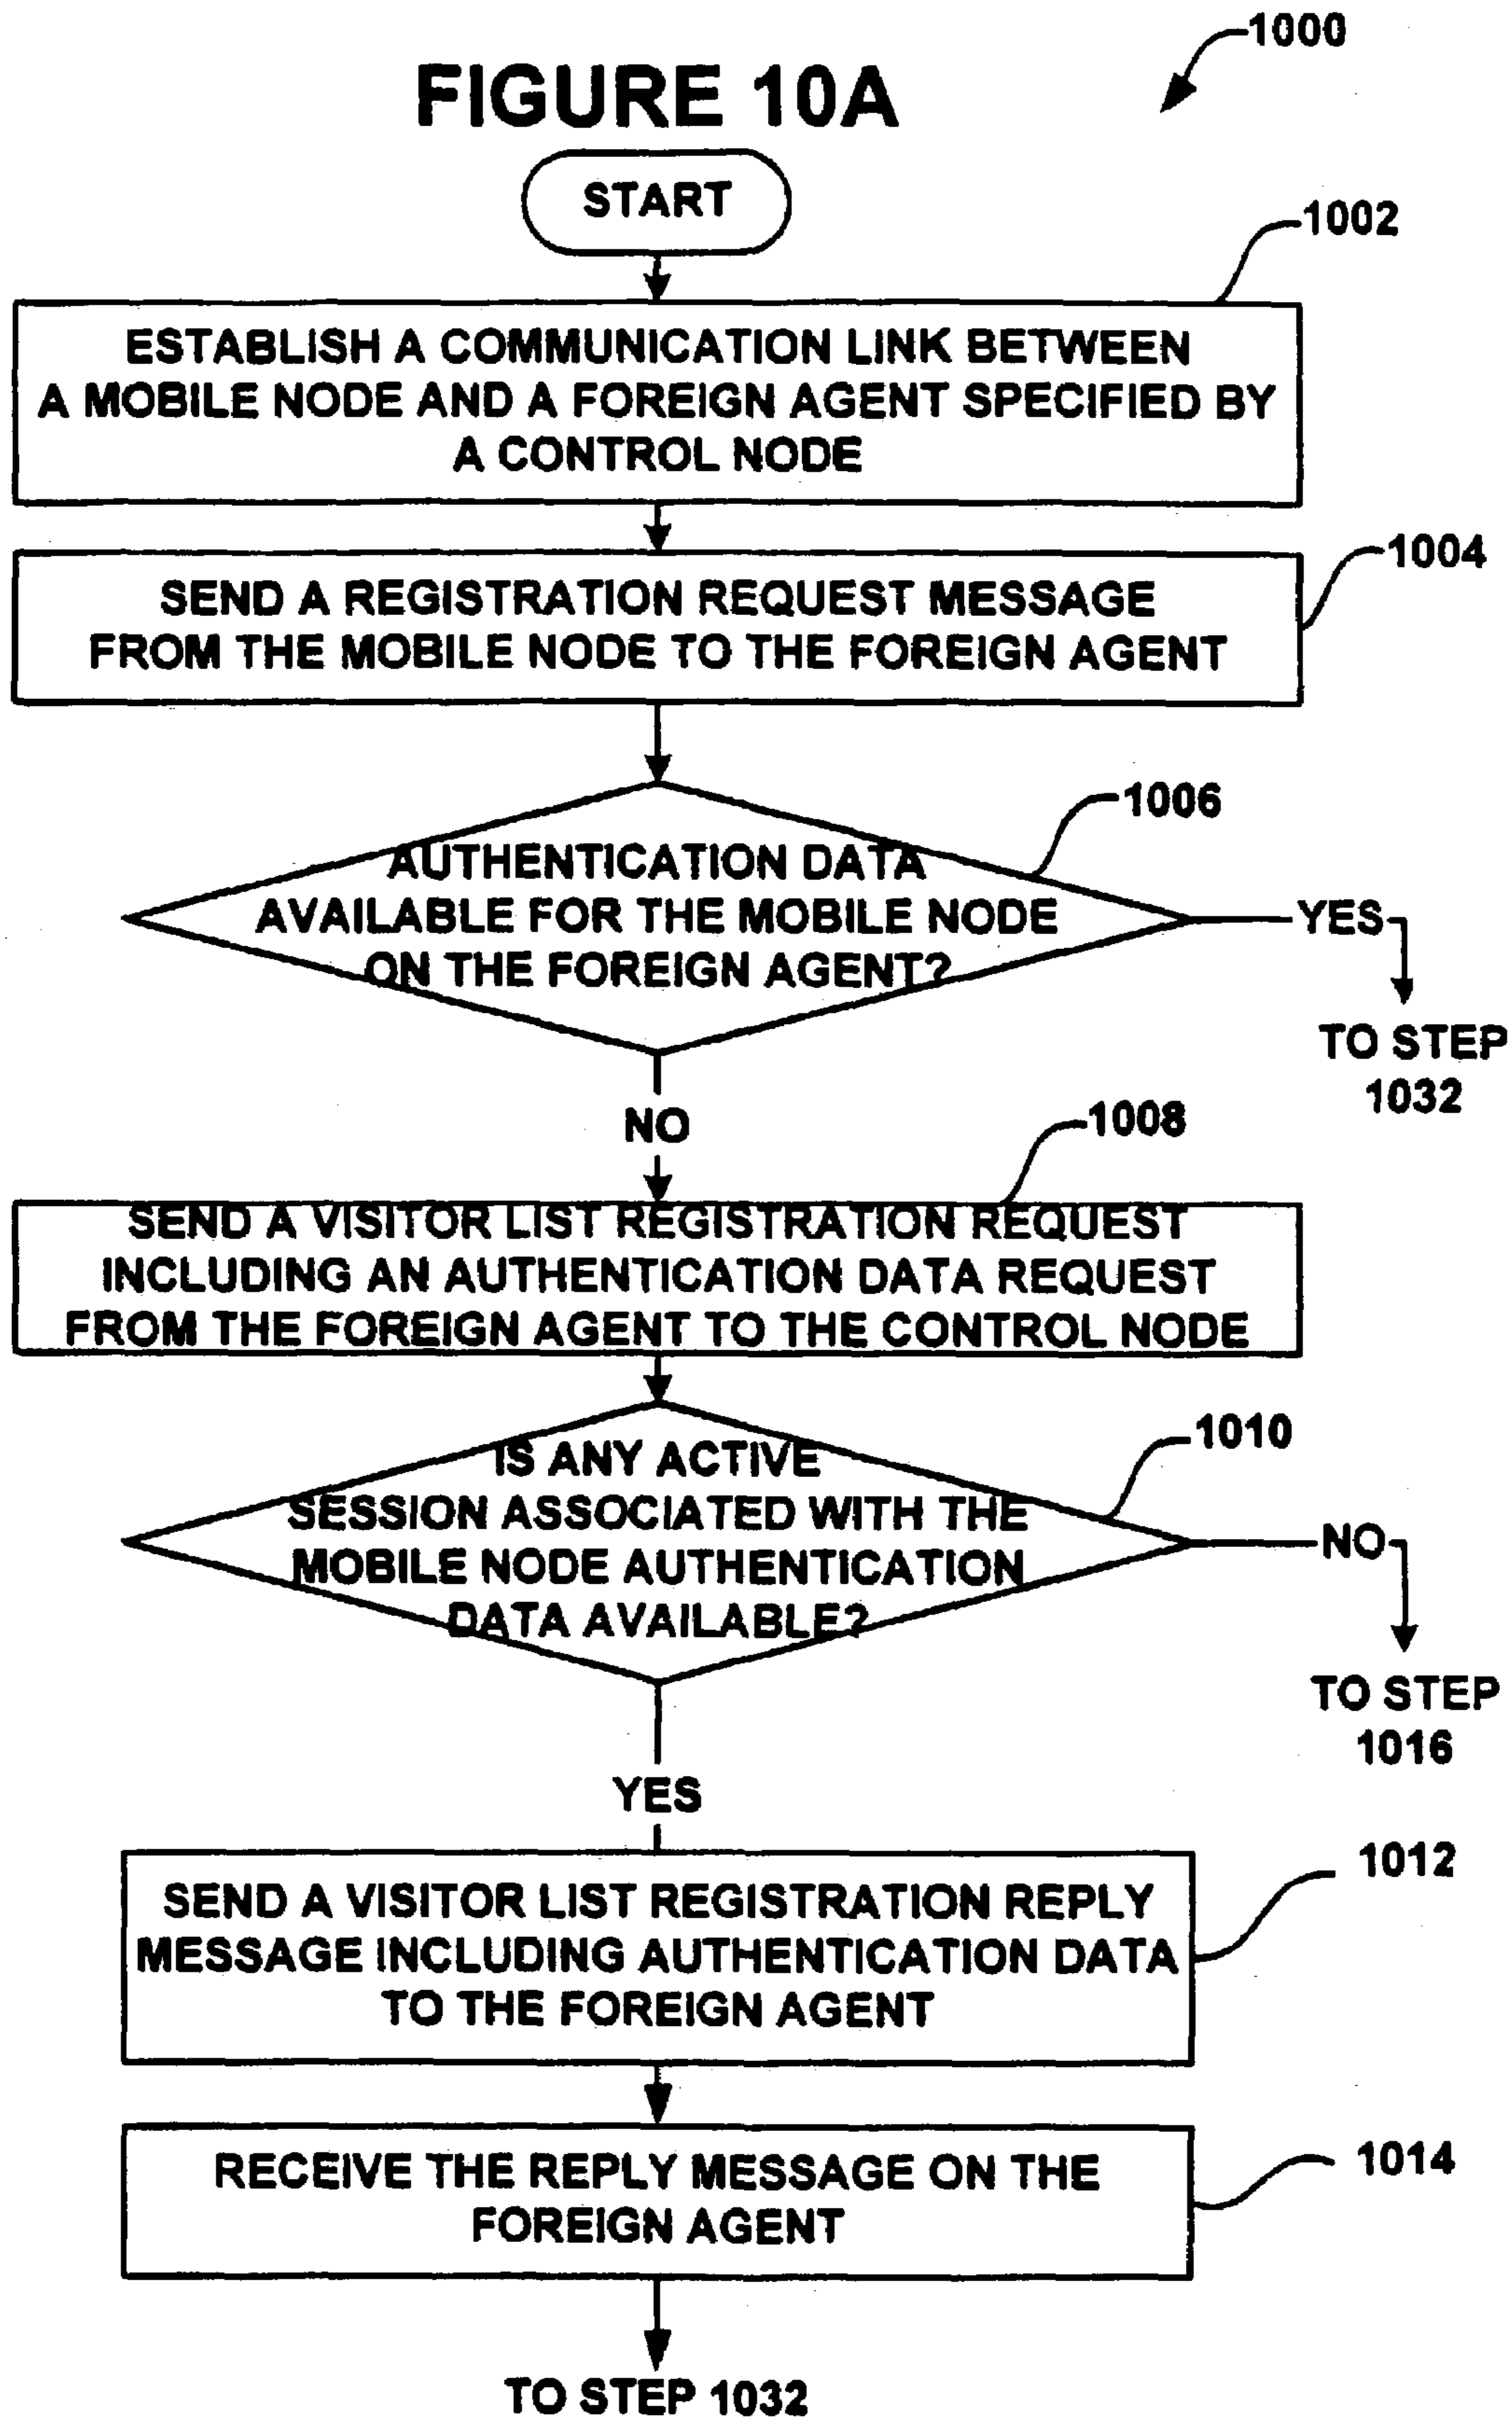 1000
FIGURE 10A
START
1002
ESTABLISH A COMMUNICATION LINK BETWEEN
A MOBILE NODE AND A FOREIGN AGENT SPECIFIED BY
A CONTROL NODE
1004
SEND A REGISTRATION REQUEST MESSAGE
FROM THE MOBILE NODE TO THE FOREIGN AGENT
1006
AUTHENTICATION DATA
AVAILABLE FOR THE MOBILE NODE
ON THE FOREIGN AGENT?
YES
TO STEP
1032
NO
1008
SEND A VISITOR LIST REGISTRATION REQUEST
INCLUDING AN AUTHENTICATION DATA REQUEST
FROM THE FOREIGN AGENT TO THE CONTROL NODE
1010
IS ANY ACTIVE
SESSION ASSOCIATED WITH THE
MOBILE NODE AUTHENTICATION
DATA AVAILABLE?
NO
TO STEP
1016
YES
1012
SEND A VISITOR LIST REGISTRATION REPLY
MESSAGE INCLUDING AUTHENTICATION DATA
TO THE FOREIGN AGENT
1014
RECEIVE THE REPLY MESSAGE ON THE
FOREIGN AGENT
TO STEP 1032